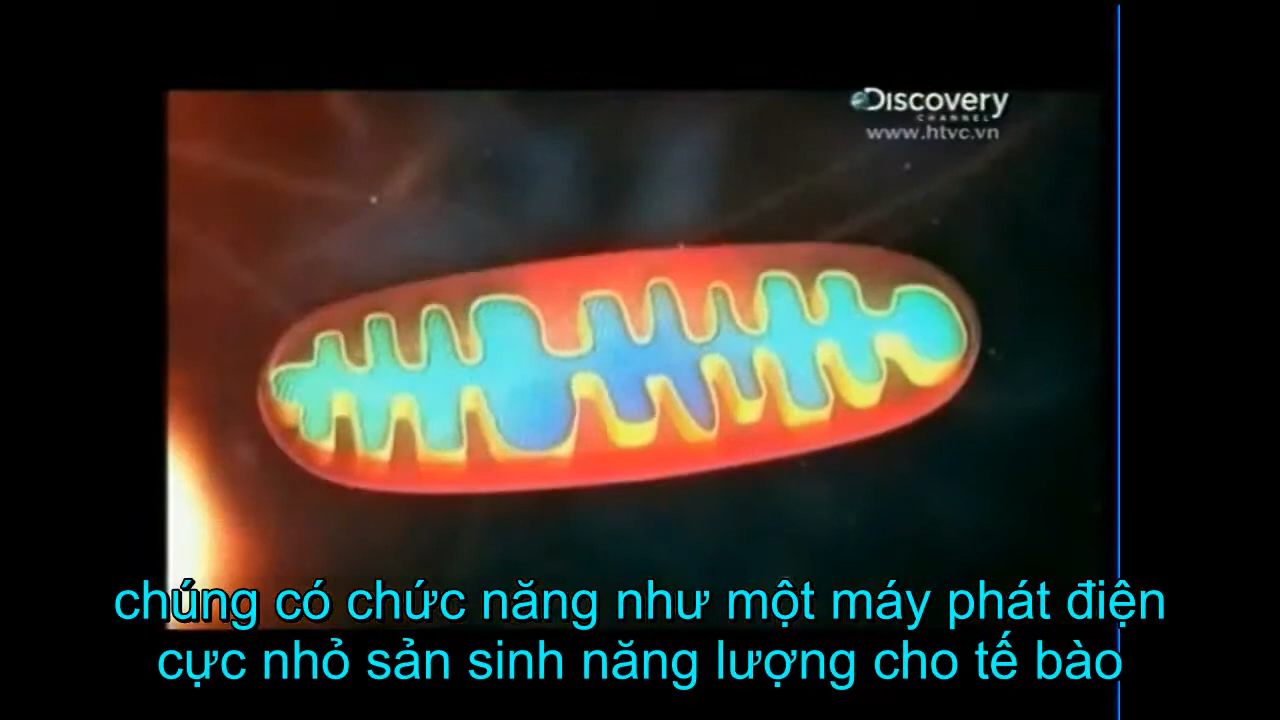 Discovery
CHANNEL
www.htvc.vn
chúng có chức năng như một máy phát điện
cực nhỏ sản sinh năng lượng cho tế bào